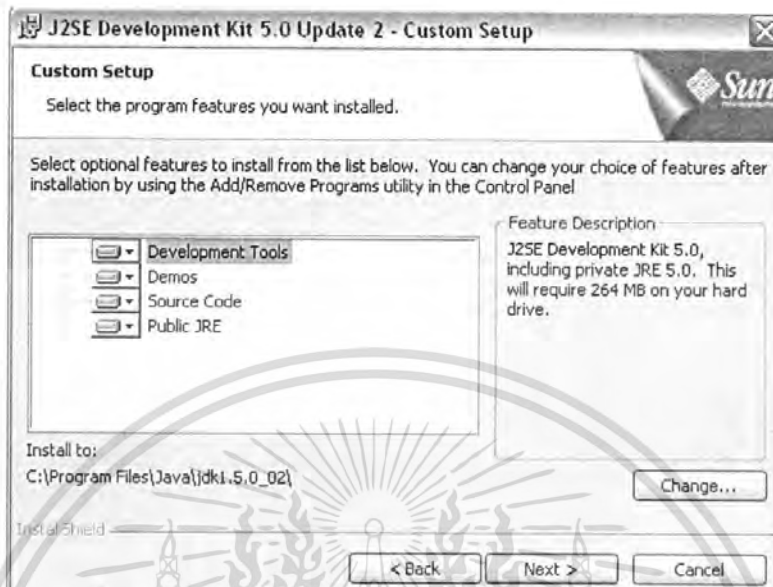 J2SE Development Kit 5.0 Update 2 - Custom Setup
Custom Setup
Select the program features you want installed.
Sun
Select optional features to install from the list below. You can change your choice of features after
installation by using the Add/Remove Programs utility in the Control Panel
Development Tools
Demos
Source Code
Public JRE
Feature Description
J2SE Development Kit 5.0,
including private JRE 5.0. This
will require 264 MB on your hard
drive.
Install to:
C:\Program Files\Java\jdk1.5.0_02\
Change...
InstallShield
< Back
Next >
Cancel